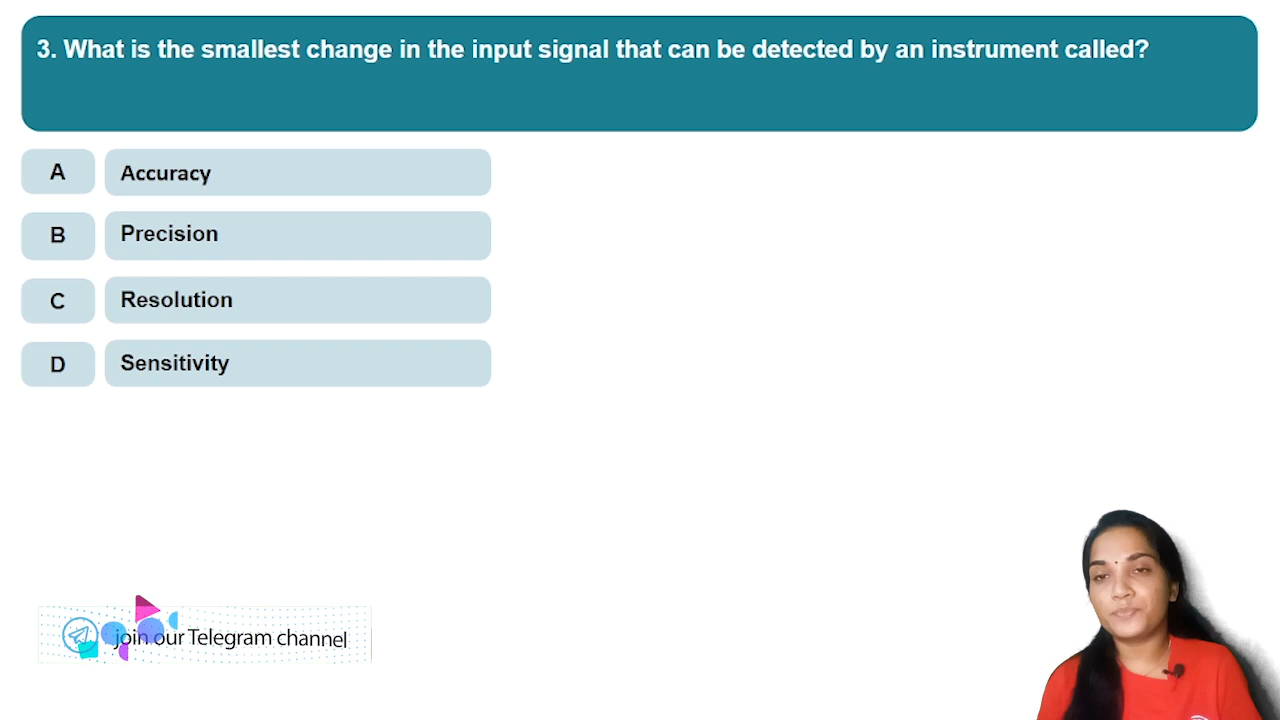 3. What is the smallest change in the input signal that can be detected by an instrument called?
A Accuracy
B Precision
C Resolution
D Sensitivity
join our Telegram channel